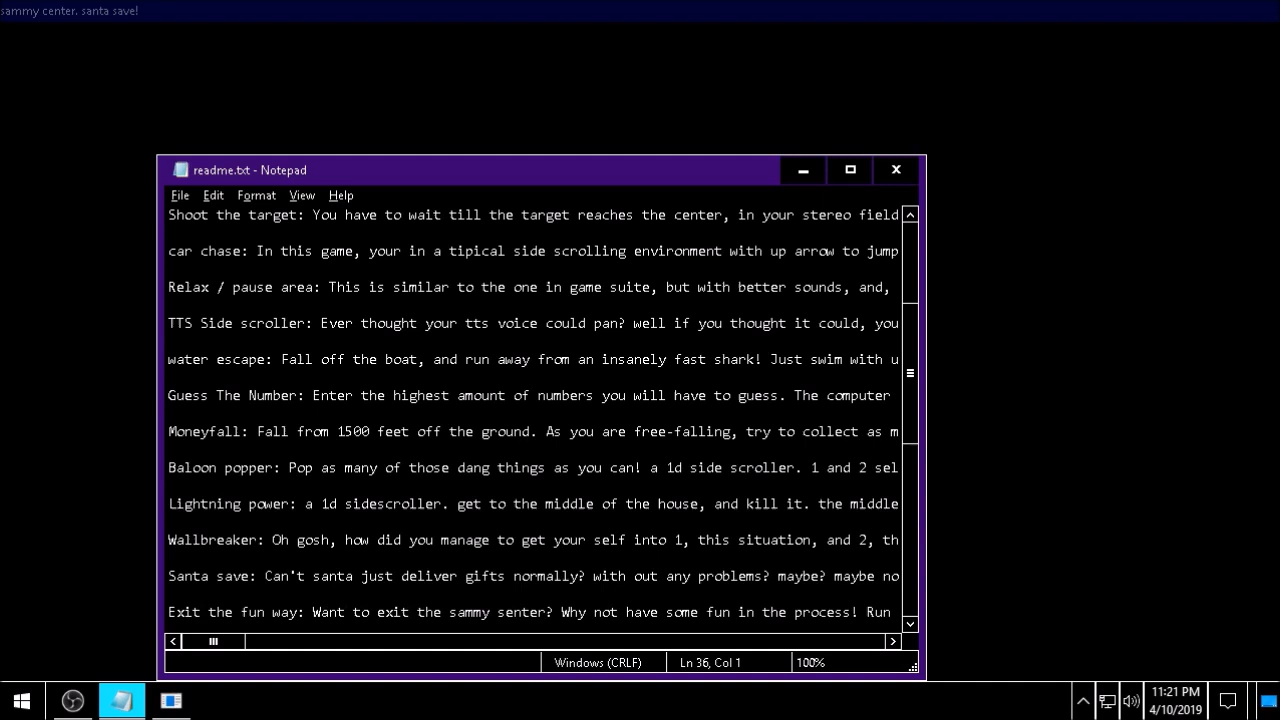 sammy center. santa save!
readme.txt - Notepad
File Edit Format View Help
Shoot the target: You have to wait till the target reaches the center, in your stereo field
car chase: In this game, your in a tipical side scrolling environment with up arrow to jump
Relax / pause area: This is similar to the one in game suite, but with better sounds, and,
TTS Side scroller: Ever thought your tts voice could pan? well if you thought it could, you
water escape: Fall off the boat, and run away from an insanely fast shark! Just swim with u
Guess The Number: Enter the highest amount of numbers you will have to guess. The computer
Moneyfall: Fall from 1500 feet off the ground. As you are free-falling, try to collect as m
Baloon popper: Pop as many of those dang things as you can! a 1d side scroller. 1 and 2 sel
Lightning power: a 1d sidescroller. get to the middle of the house, and kill it. the middle
Wallbreaker: Oh gosh, how did you manage to get your self into 1, this situation, and 2, th
Santa save: Can't santa just deliver gifts normally? with out any problems? maybe? maybe no
Exit the fun way: Want to exit the sammy senter? Why not have some fun in the process! Run
Windows (CRLF) Ln 36, Col 1 100%
11:21 PM
4/10/2019